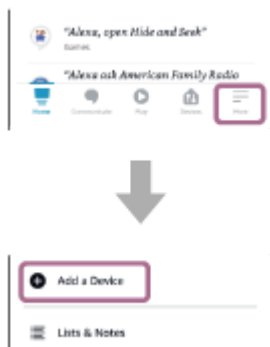 "Alexa, open Hide and Seek"
Games
"Alexa ask American Family Radio
Home Communicate Play Devices More
Add a Device
Lists & Notes